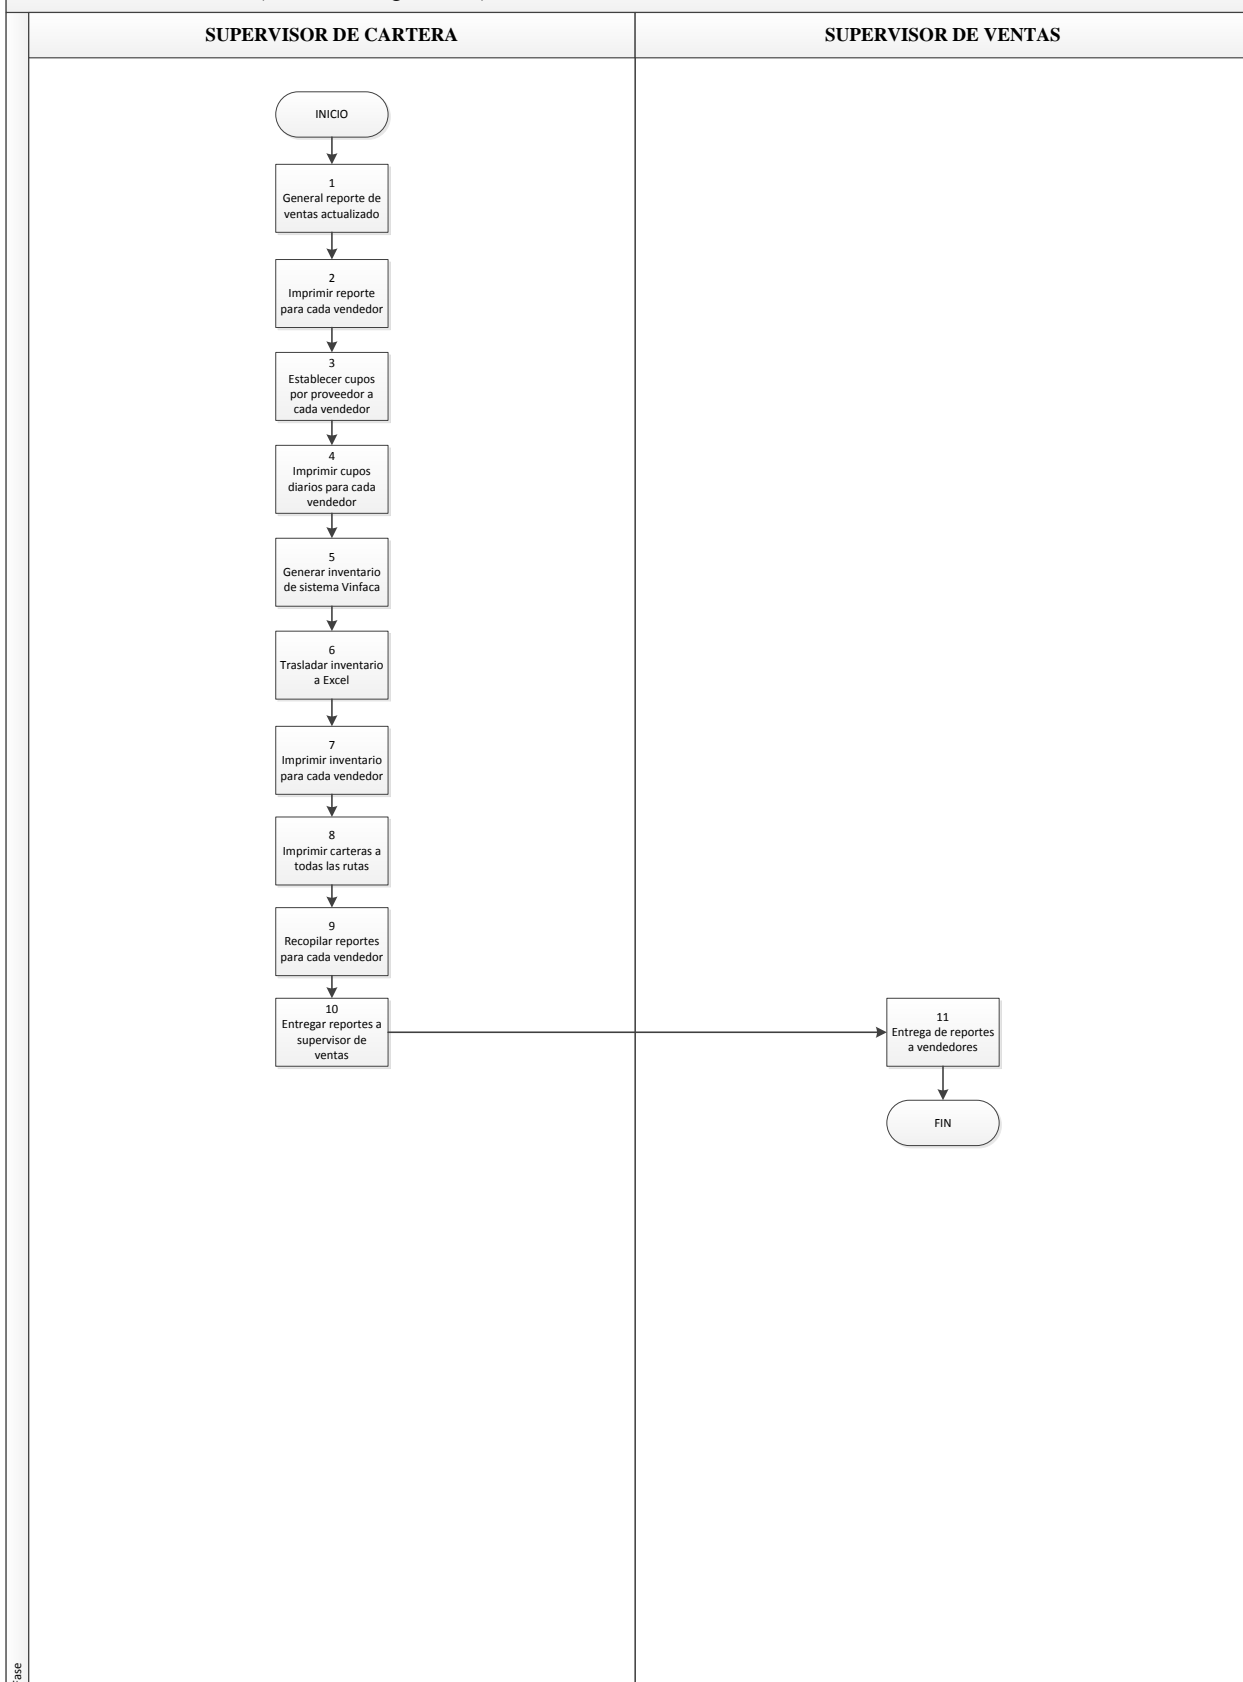 SUPERVISOR DE CARTERA
SUPERVISOR DE VENTAS
INICIO
1
General reporte de
ventas actualizado
2
Imprimir reporte
para cada vendedor
3
Establecer cupos
por proveedor a
cada vendedor
4
Imprimir cupos
diarios para cada
vendedor
5
Generar inventario
de sistema Vinfaca
6
Trasladar inventario
a Excel
7
Imprimir inventario
para cada vendedor
8
Imprimir carteras a
todas las rutas
9
Recopilar reportes
para cada vendedor
10
Entregar reportes a
supervisor de
ventas
11
Entrega de reportes
a vendedores
FIN